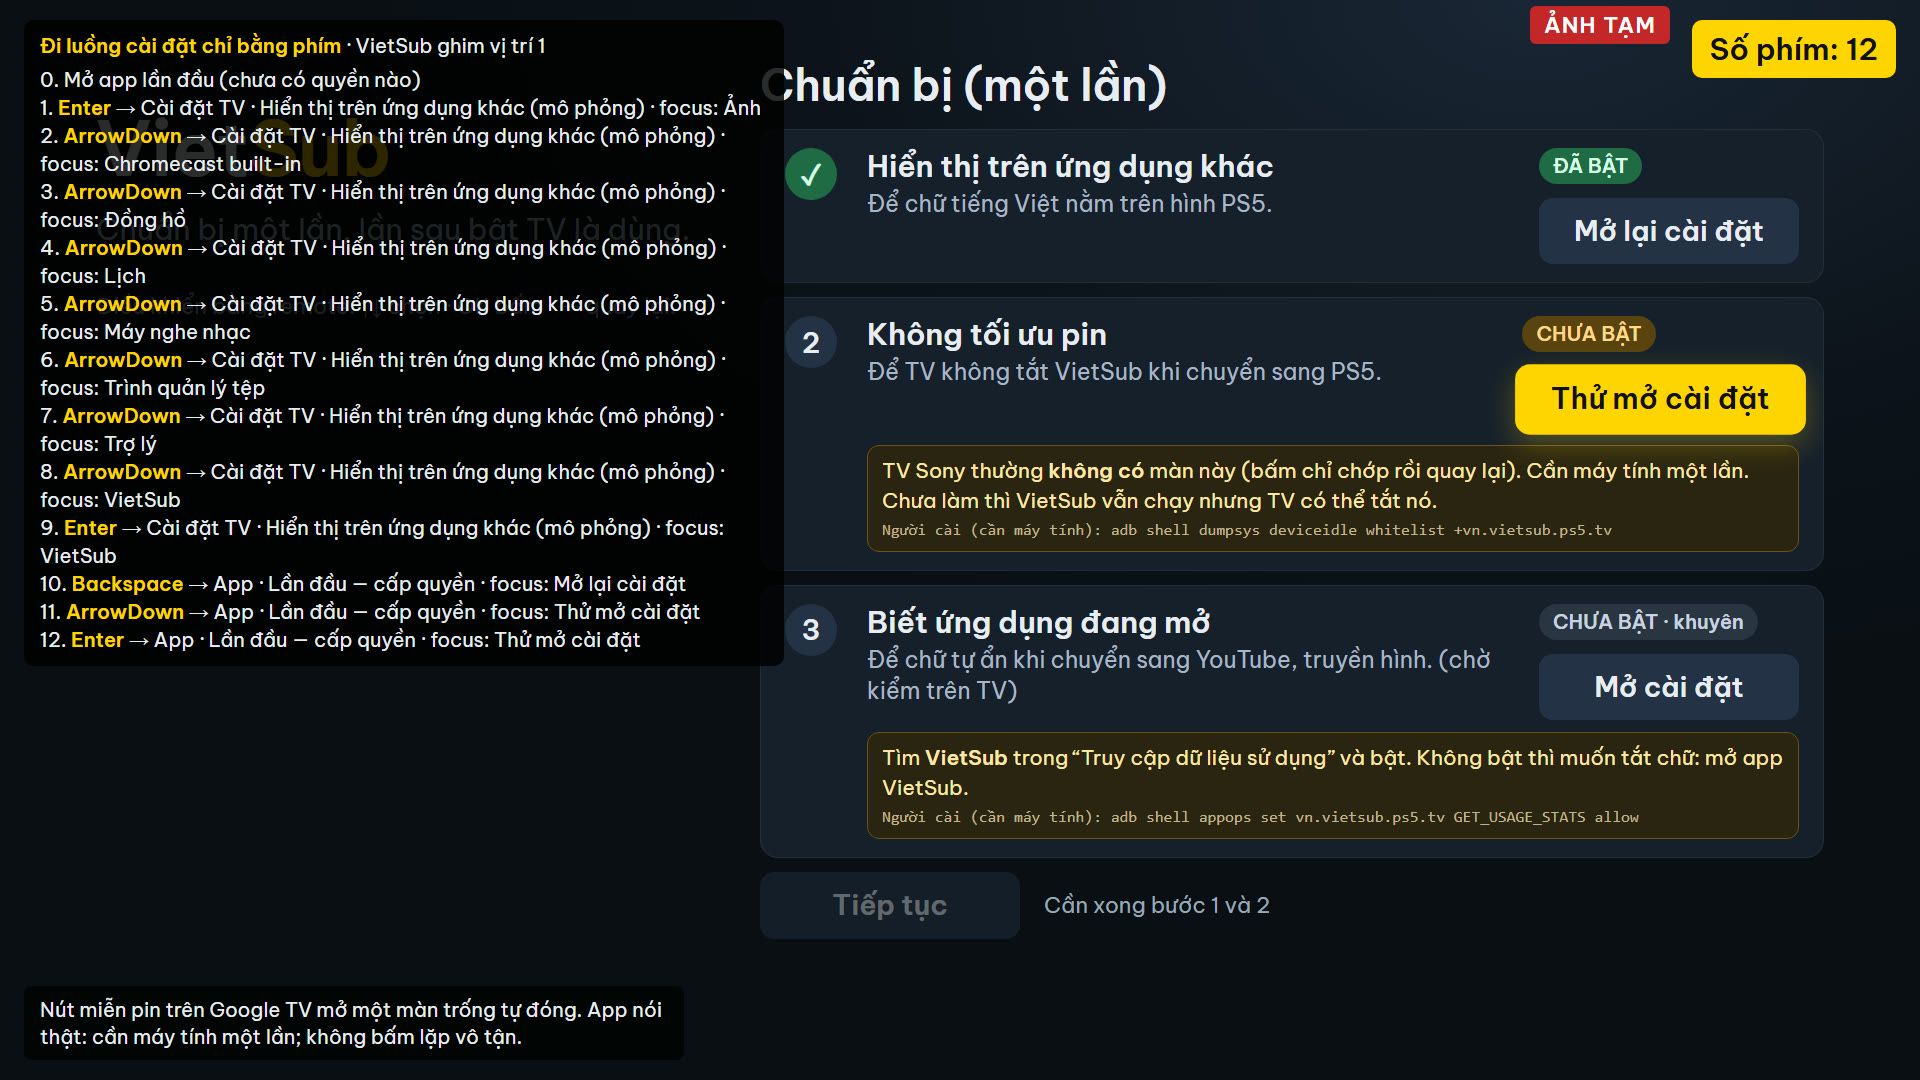 Đi luồng cài đặt chỉ bằng phím · VietSub ghim vị trí 1
0. Mở app lần đầu (chưa có quyền nào)
1. Enter → Cài đặt TV · Hiển thị trên ứng dụng khác (mô phỏng) · focus: Ảnh
2. ArrowDown → Cài đặt TV · Hiển thị trên ứng dụng khác (mô phỏng) ·
focus: Chromecast built-in
3. ArrowDown → Cài đặt TV · Hiển thị trên ứng dụng khác (mô phỏng) ·
focus: Đồng hồ
4. ArrowDown → Cài đặt TV · Hiển thị trên ứng dụng khác (mô phỏng) ·
focus: Lịch
5. ArrowDown → Cài đặt TV · Hiển thị trên ứng dụng khác (mô phỏng) ·
focus: Máy nghe nhạc
6. ArrowDown → Cài đặt TV · Hiển thị trên ứng dụng khác (mô phỏng) ·
focus: Trình quản lý tệp
7. ArrowDown → Cài đặt TV · Hiển thị trên ứng dụng khác (mô phỏng) ·
focus: Trợ lý
8. ArrowDown → Cài đặt TV · Hiển thị trên ứng dụng khác (mô phỏng) ·
focus: VietSub
9. Enter → Cài đặt TV · Hiển thị trên ứng dụng khác (mô phỏng) · focus:
VietSub
10. Backspace → App · Lần đầu — cấp quyền · focus: Mở lại cài đặt
11. ArrowDown → App · Lần đầu — cấp quyền · focus: Thử mở cài đặt
12. Enter → App · Lần đầu — cấp quyền · focus: Thử mở cài đặt
VietSub
Chuẩn bị một lần, lần sau bật TV là dùng.
Nút miễn pin trên Google TV mở một màn trống tự đóng. App nói
thật: cần máy tính một lần; không bấm lặp vô tận.
ẢNH TẠM
Số phím: 12
Chuẩn bị (một lần)
✓
Hiển thị trên ứng dụng khác
Để chữ tiếng Việt nằm trên hình PS5.
ĐÃ BẬT
Mở lại cài đặt
2
Không tối ưu pin
Để TV không tắt VietSub khi chuyển sang PS5.
CHƯA BẬT
Thử mở cài đặt
TV Sony thường không có màn này (bấm chỉ chớp rồi quay lại). Cần máy tính một lần.
Chưa làm thì VietSub vẫn chạy nhưng TV có thể tắt nó.
Người cài (cần máy tính): adb shell dumpsys deviceidle whitelist +vn.vietsub.ps5.tv
3
Biết ứng dụng đang mở
Để chữ tự ẩn khi chuyển sang YouTube, truyền hình. (chờ
kiểm trên TV)
CHƯA BẬT · khuyên
Mở cài đặt
Tìm VietSub trong “Truy cập dữ liệu sử dụng” và bật. Không bật thì muốn tắt chữ: mở app
VietSub.
Người cài (cần máy tính): adb shell appops set vn.vietsub.ps5.tv GET_USAGE_STATS allow
Tiếp tục
Cần xong bước 1 và 2